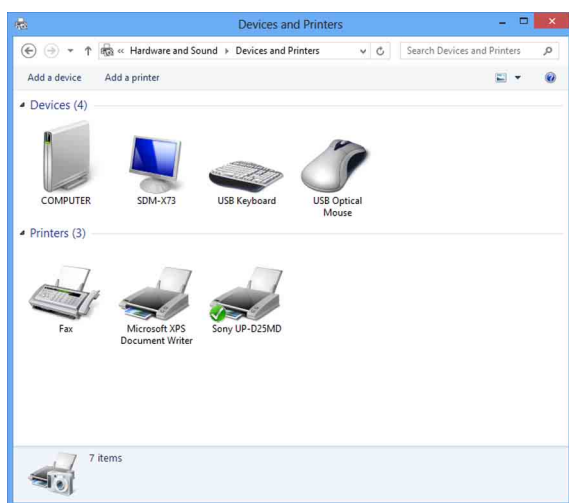 Devices and Printers
« Hardware and Sound ▸ Devices and Printers
Search Devices and Printers
Add a device Add a printer
Devices (4)
COMPUTER SDM-X73 USB Keyboard USB Optical
Mouse
Printers (3)
Fax Microsoft XPS Sony UP-D25MD
Document Writer
7 items